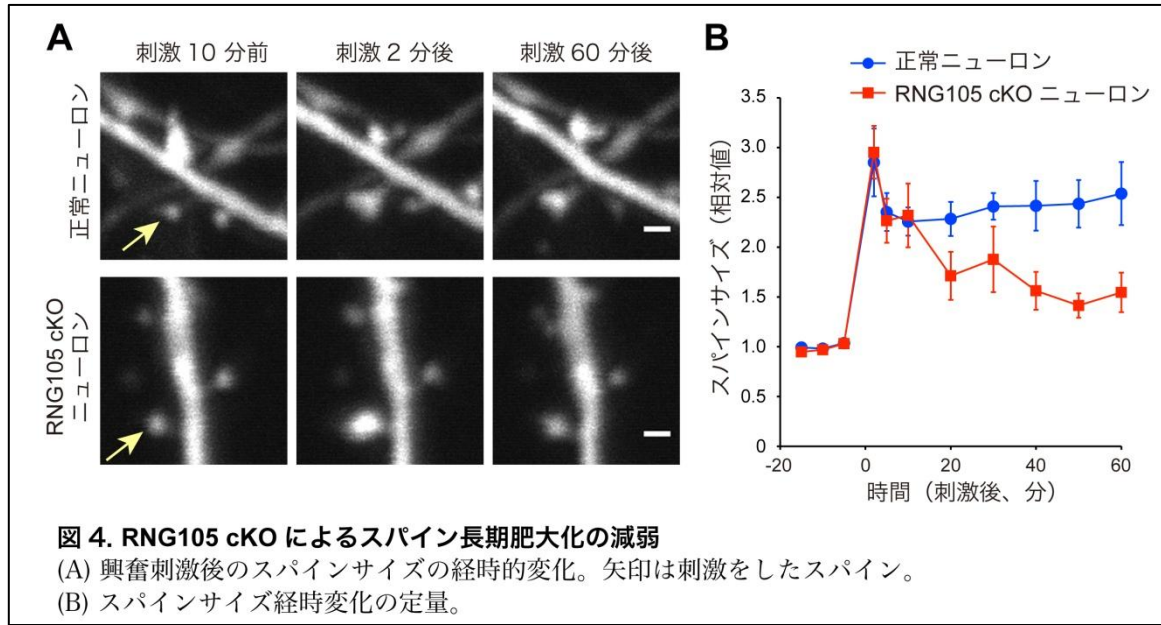 A
刺激 10 分前
刺激 2 分後
刺激 60 分後
正常ニューロン
RNG105 cKO
ニューロン
B
正常ニューロン
RNG105 cKO ニューロン
スパインサイズ（相対値）
3.5
3.0
2.5
2.0
1.5
1.0
0.5
0
-20
0
20
40
60
時間（刺激後、分）
図 4. RNG105 cKO によるスパイン長期肥大化の減弱
(A) 興奮刺激後のスパインサイズの経時的変化。矢印は刺激をしたスパイン。
(B) スパインサイズ経時変化の定量。